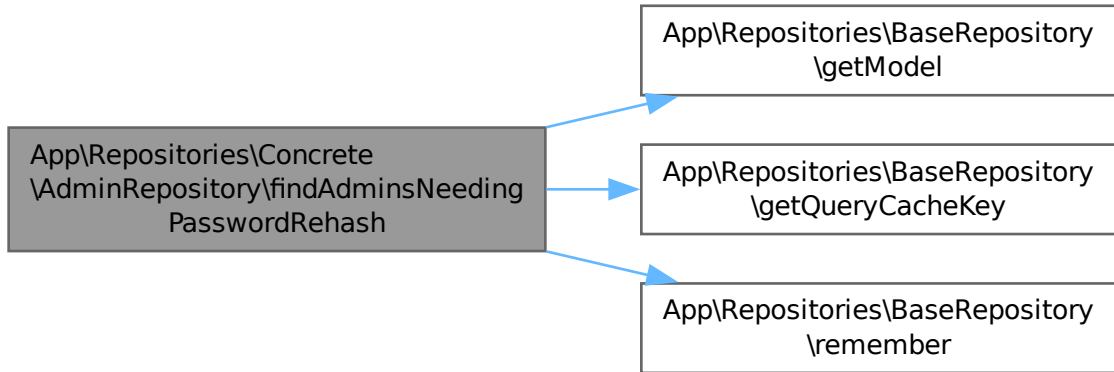 App\Repositories\Concrete
\AdminRepository\findAdminsNeeding
PasswordRehash
App\Repositories\BaseRepository
\getModel
App\Repositories\BaseRepository
\getQueryCacheKey
App\Repositories\BaseRepository
\remember